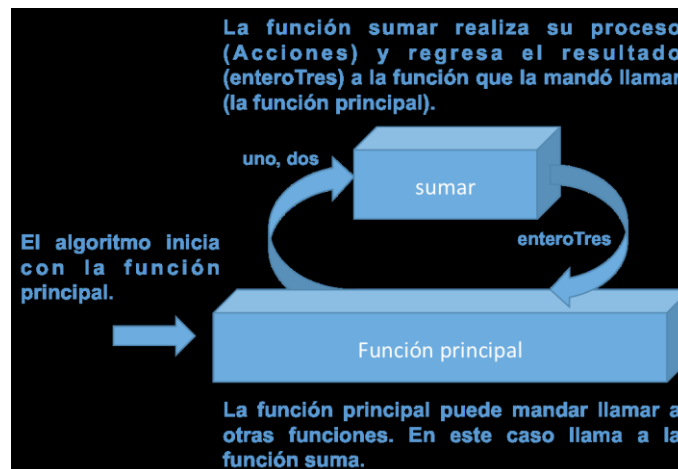 La función sumar realiza su proceso
(Acciones) y regresa el resultado
(enteroTres) a la función que la mandó llamar
(la función principal).
uno, dos
sumar
enteroTres
El algoritmo inicia
con la función
principal.
Función principal
La función principal puede mandar llamar a
otras funciones. En este caso llama a la
función suma.